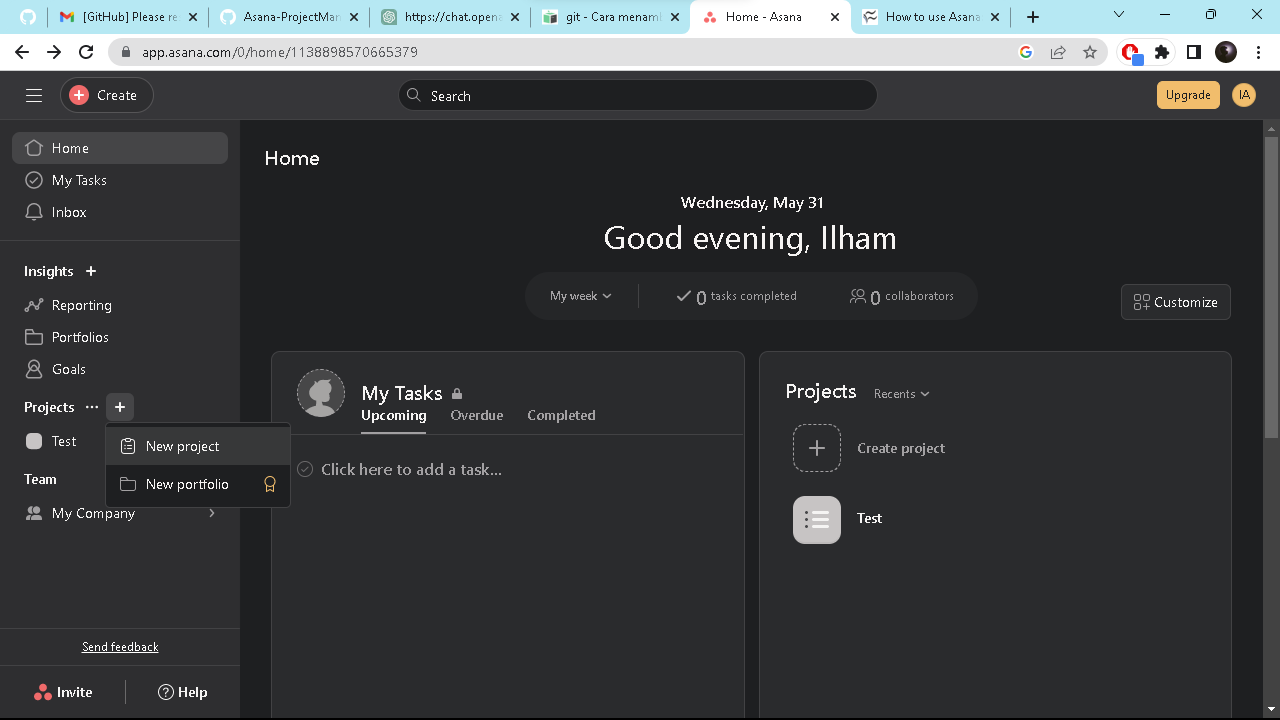 [GitHub] Please re
Asana-ProjectMan
https://chat.opena
git - Cara menaml
Home - Asana
How to use Asana
app.asana.com/0/home/1138898570665379
Create
Search
Upgrade
IA
Home
My Tasks
Inbox
Insights
Reporting
Portfolios
Goals
Projects
Test
New project
New portfolio
Team
My Company
Send feedback
Invite
Help
Home
Wednesday, May 31
Good evening, Ilham
My week
0 tasks completed
0 collaborators
Customize
My Tasks
Upcoming
Overdue
Completed
Click here to add a task...
Projects
Recents
Create project
Test